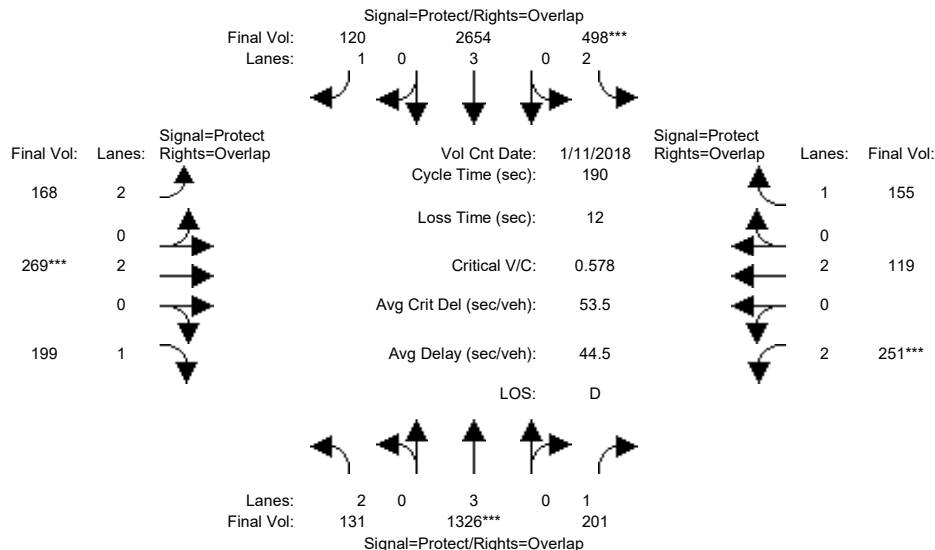 Signal=Protect/Rights=Overlap
Final Vol: 120 2654 498***
Lanes: 1 0 3 0 2
Signal=Protect Signal=Protect
Final Vol: Lanes: Rights=Overlap Vol Cnt Date: 1/11/2018 Rights=Overlap Lanes: Final Vol:
Cycle Time (sec): 190
168 2 1 155
Loss Time (sec): 12
0 0
269*** 2 Critical V/C: 0.578 2 119
0 Avg Crit Del (sec/veh): 53.5 0
199 1 Avg Delay (sec/veh): 44.5 2 251***
LOS: D
Lanes: 2 0 3 0 1
Final Vol: 131 1326*** 201
Signal=Protect/Rights=Overlap